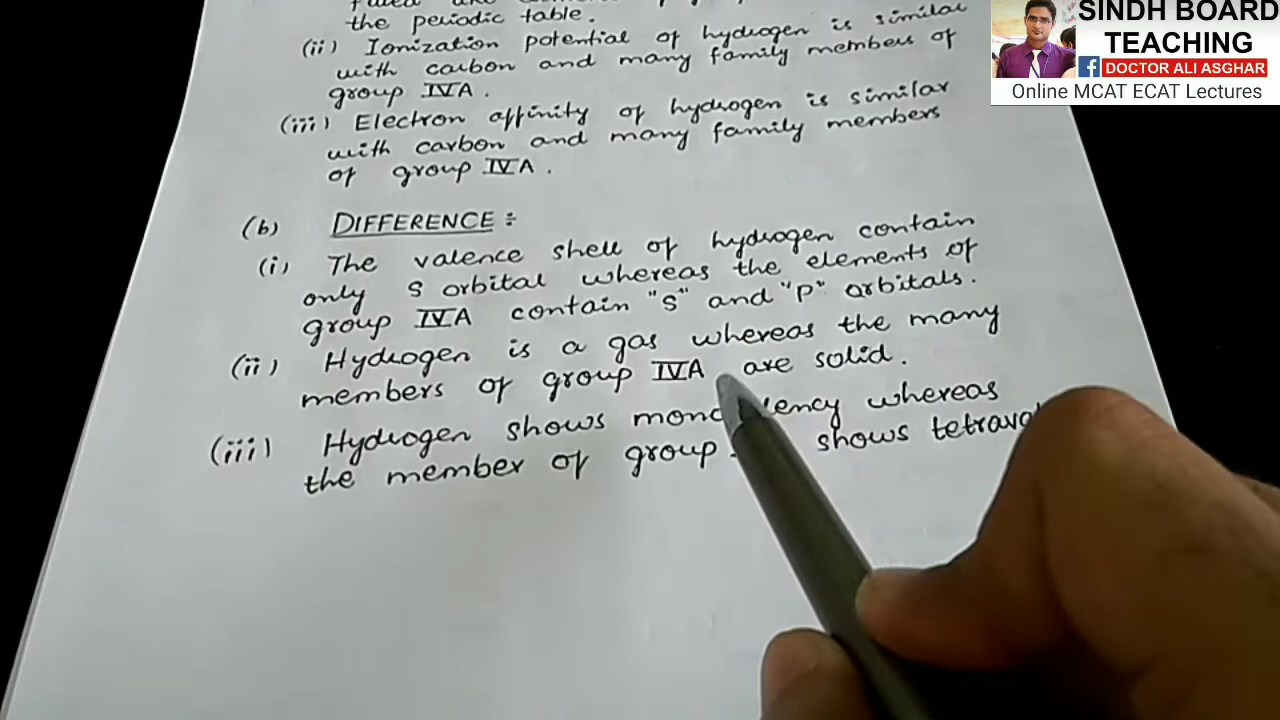 the periodic table.
(ii) Ionization potential of hydrogen is similar
with carbon and many family members of
group IVA.
(iii) Electron affinity of hydrogen is similar
with carbon and many family members
of group IVA.
(b) DIFFERENCE:
(i) The valence shell of hydrogen contain
only s orbital whereas the elements of
group IVA contain "s" and "P" orbitals.
(ii) Hydrogen is a gas whereas the many
members of group IVA are solid.
(iii) Hydrogen shows whereas
the member of group shows
SINDH BOARD
TEACHING
DOCTOR ALI ASGHAR
Online MCAT ECAT Lectures